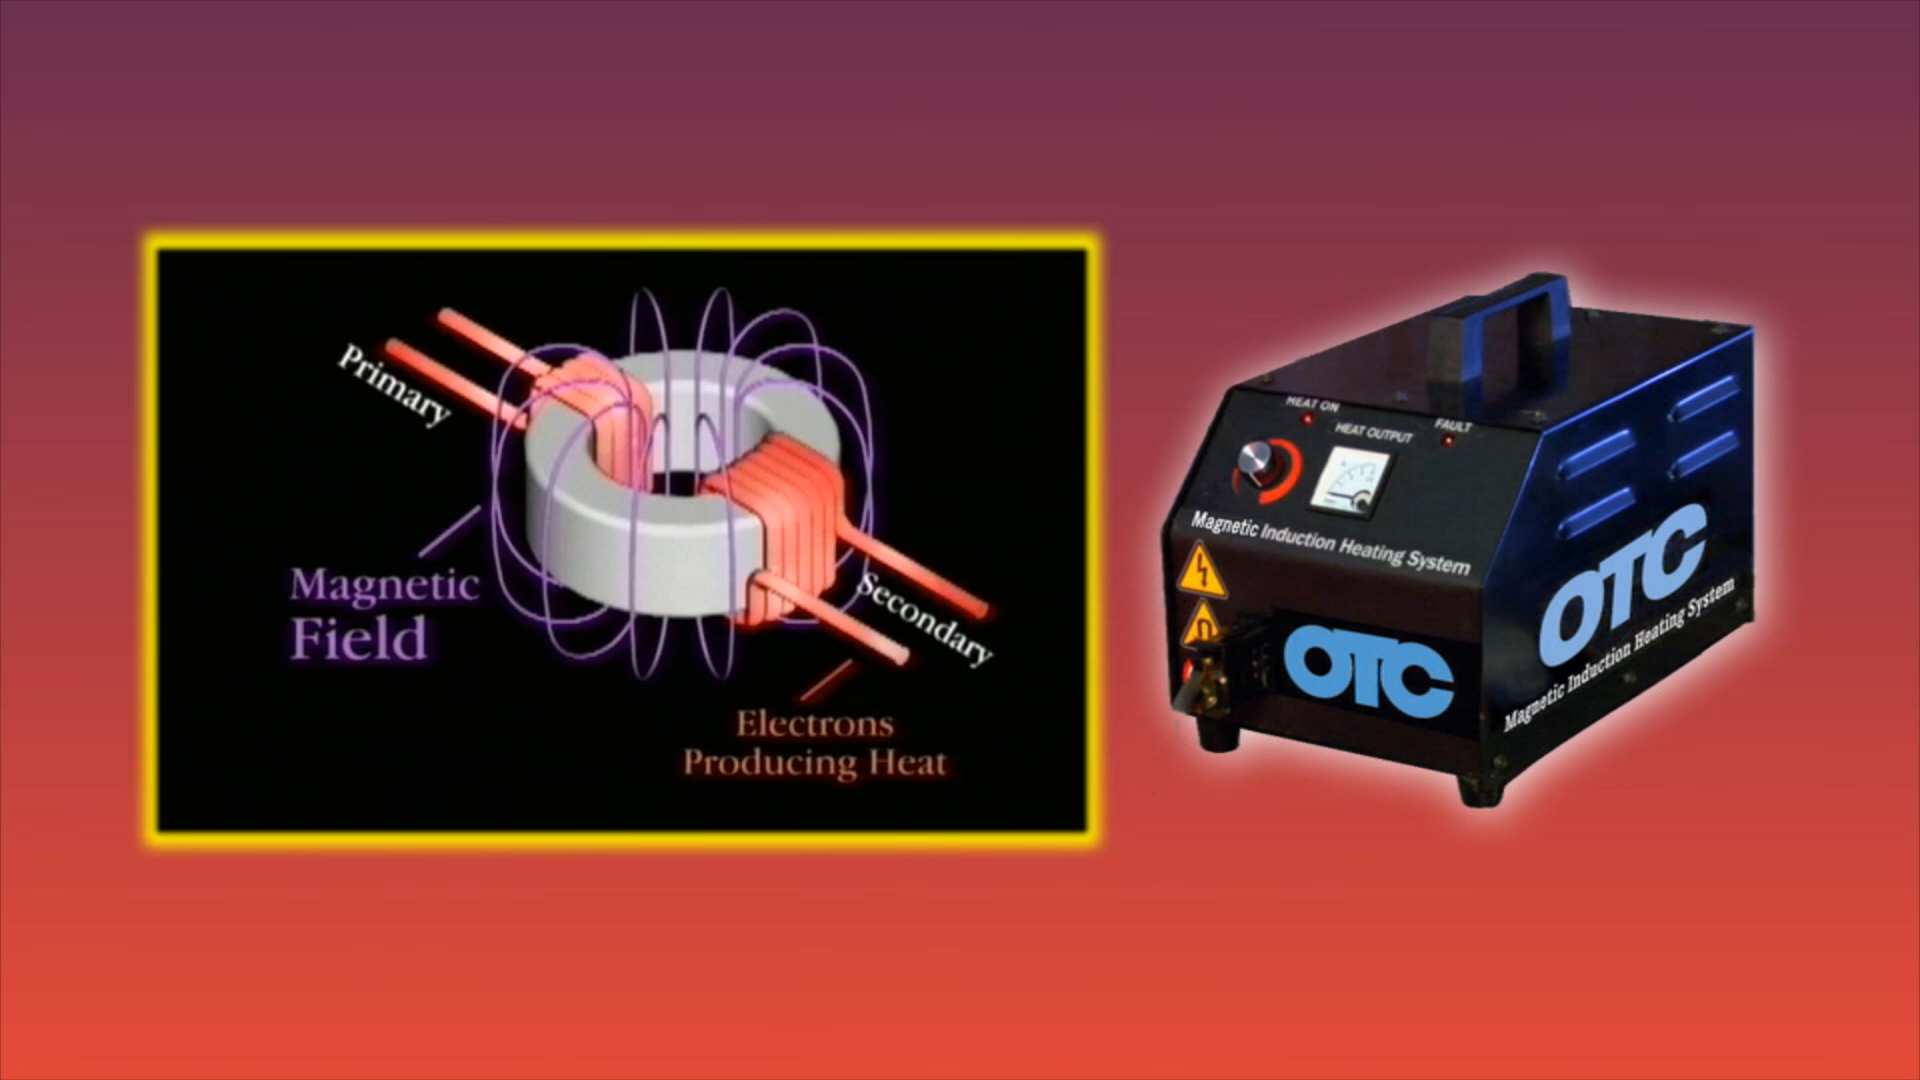 Primary
Magnetic
Field
Secondary
Electrons
Producing Heat
HEAT ON
HEAT OUTPUT
FAULT
Magnetic Induction Heating System
OTC
OTC
Magnetic Induction Heating System